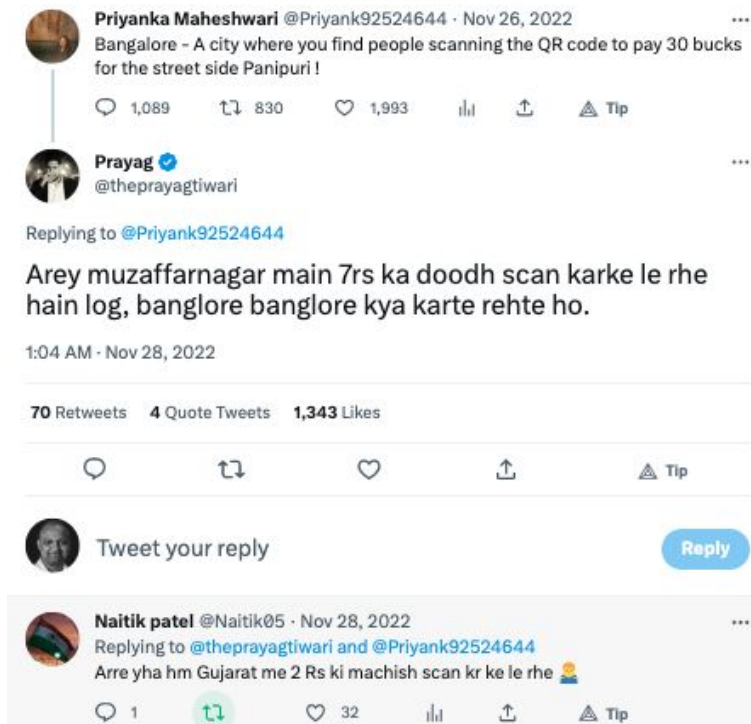 Priyanka Maheshwari @Priyank92524644 · Nov 26, 2022
Bangalore - A city where you find people scanning the QR code to pay 30 bucks
for the street side Panipuri !
1,089 830 1,993 Tip
Prayag
@theprayagtiwari
Replying to @Priyank92524644
Arey muzaffarnagar main 7rs ka doodh scan karke le rhe
hain log, banglore banglore kya karte rehte ho.
1:04 AM · Nov 28, 2022
70 Retweets 4 Quote Tweets 1,343 Likes
Tip
Tweet your reply Reply
Naitik patel @Naitik05 · Nov 28, 2022
Replying to @theprayagtiwari and @Priyank92524644
Arre yha hm Gujarat me 2 Rs ki machish scan kr ke le rhe
1 32 Tip